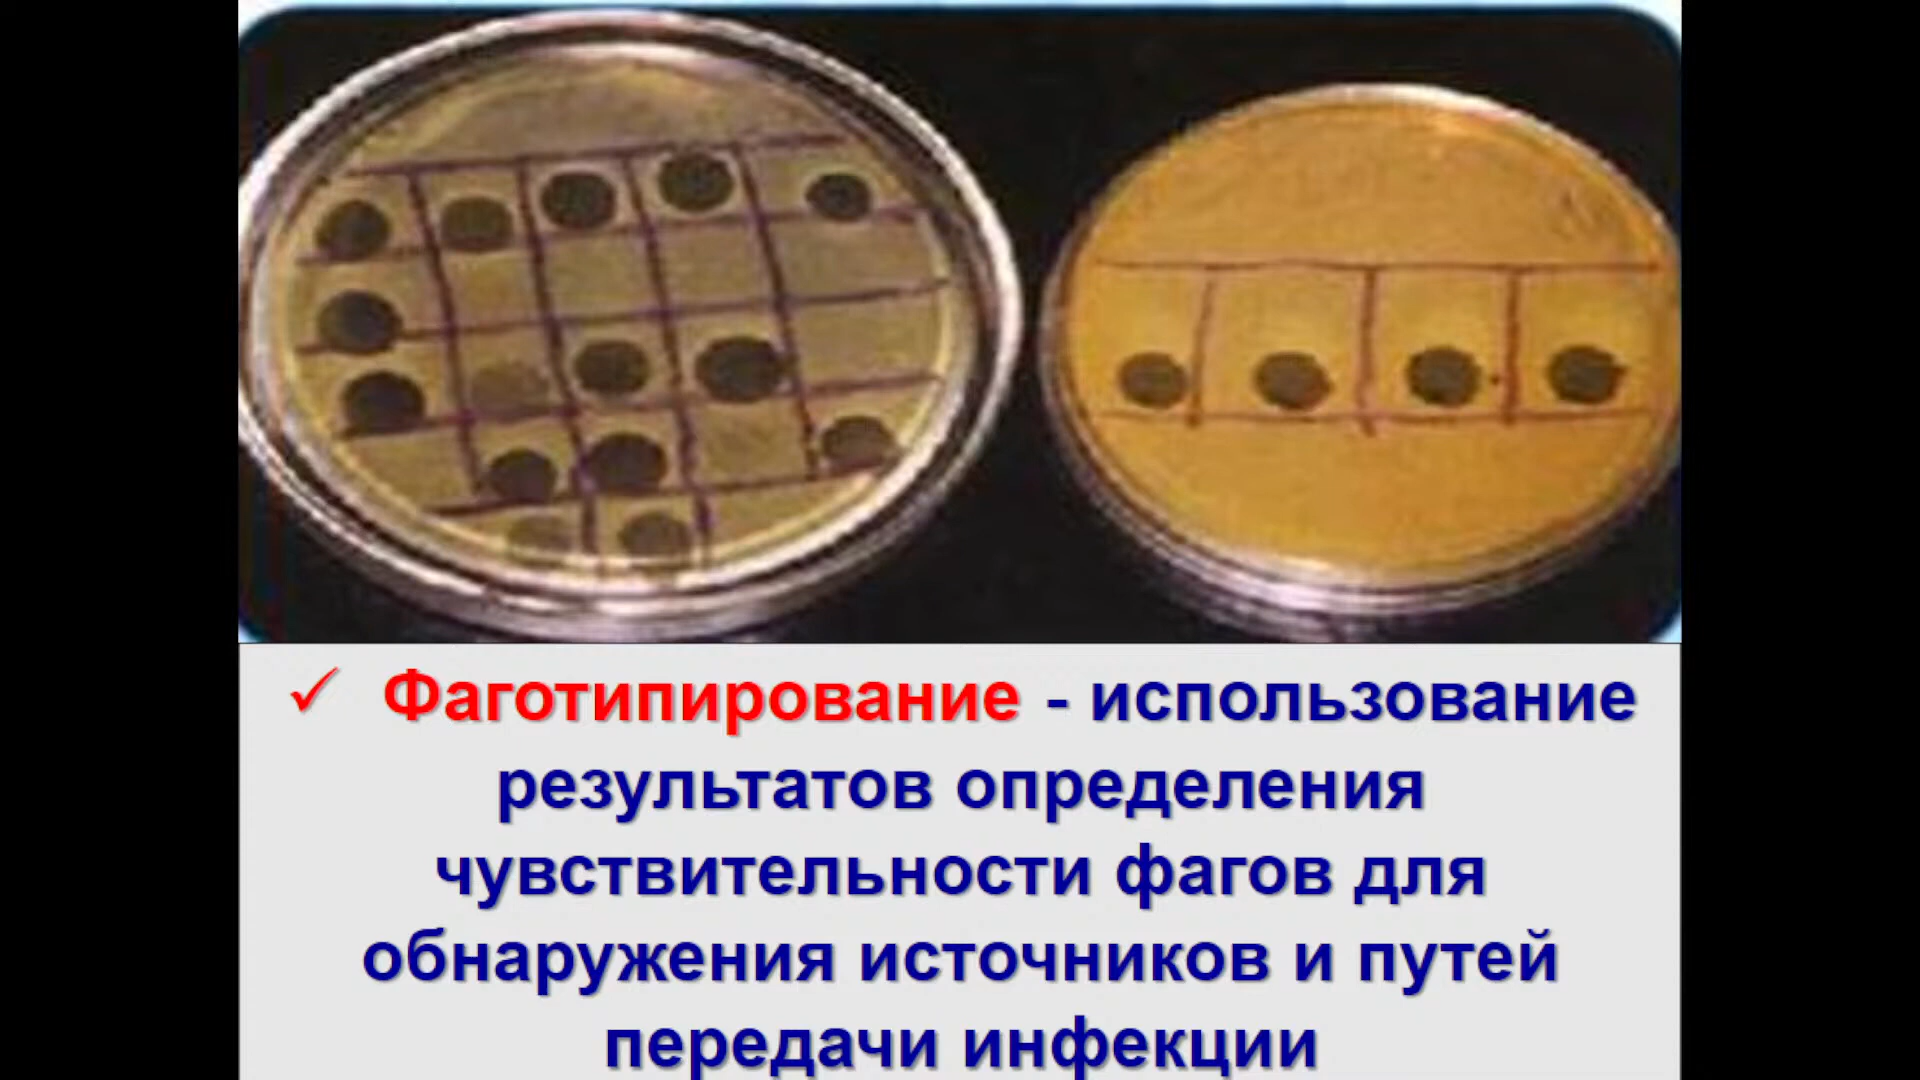 ✓ Фаготипирование - использование
результатов определения
чувствительности фагов для
обнаружения источников и путей
передачи инфекции